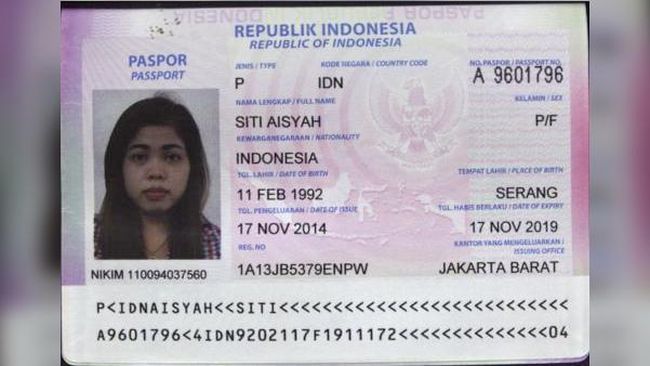 REPUBLIK INDONESIA
REPUBLIC OF INDONESIA
PASPOR
PASSPORT
JENIS / TYPE KODE NEGARA / COUNTRY CODE NO. PASPOR / PASSPORT NO.
P IDN A 9601796
NAMA LENGKAP / FULL NAME KELAMIN / SEX
SITI AISYAH P/F
KEWARGANEGARAAN / NATIONALITY
INDONESIA
TGL. LAHIR / DATE OF BIRTH TEMPAT LAHIR / PLACE OF BIRTH
11 FEB 1992 SERANG
TGL. PENGELUARAN / DATE OF ISSUE TGL. HABIS BERLAKU / DATE OF EXPIRY
17 NOV 2014 17 NOV 2019
REG. NO KANTOR YANG MENGELUARKAN /
ISSUING OFFICE
NIKIM 110094037560 1A13JB5379ENPW JAKARTA BARAT
P<IDNAISYAH<<SITI<<<<<<<<<<<<<<<<<<<<<<<<<<<
A9601796<4IDN9202117F1911172<<<<<<<<<<<<<<04